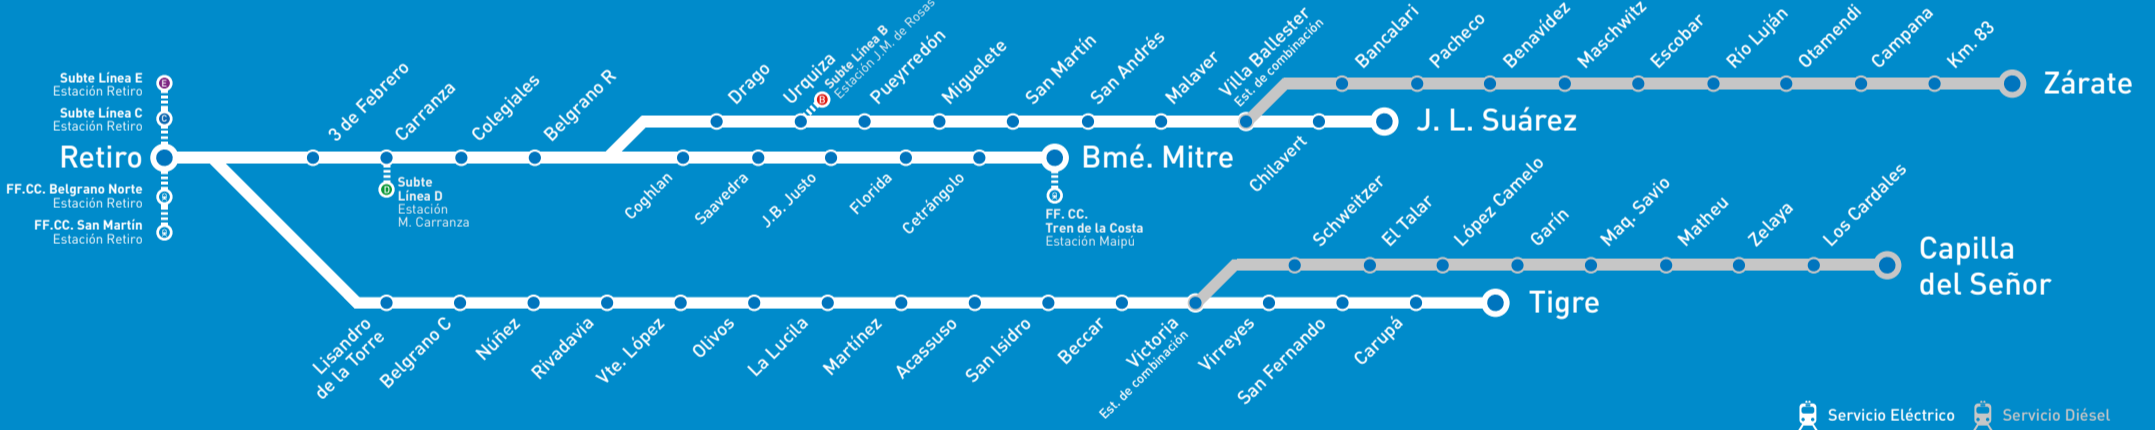 Subte Línea E
Estación Retiro
Subte Línea C
Estación Retiro
Retiro
FF.CC. Belgrano Norte
Estación Retiro
FF.CC. San Martín
Estación Retiro
3 de Febrero
Carranza
Subte
Línea D
Estación
M. Carranza
Colegiales
Belgrano R
Drago
Urquiza
Subte Línea B
Estación J.M. de Rosas
Pueyrredón
Miguelete
San Martín
San Andrés
Malaver
Villa Ballester
Est. de combinación
Chilavert
J. L. Suárez
Bancalari
Pacheco
Benavídez
Maschwitz
Escobar
Río Luján
Otamendi
Campana
Km. 83
Zárate
Coghlan
Saavedra
J.B. Justo
Florida
Cetrángolo
Bmé. Mitre
FF. CC.
Tren de la Costa
Estación Maipú
Lisandro
de la Torre
Belgrano C
Núñez
Rivadavia
Vte. López
Olivos
La Lucila
Martínez
Acassuso
San Isidro
Beccar
Victoria
Est. de combinación
Virreyes
San Fernando
Carupá
Tigre
Schweitzer
El Talar
López Camelo
Garín
Maq. Savio
Matheu
Zelaya
Los Cardales
Capilla
del Señor
E
C
D
B
Servicio Eléctrico
Servicio Diésel